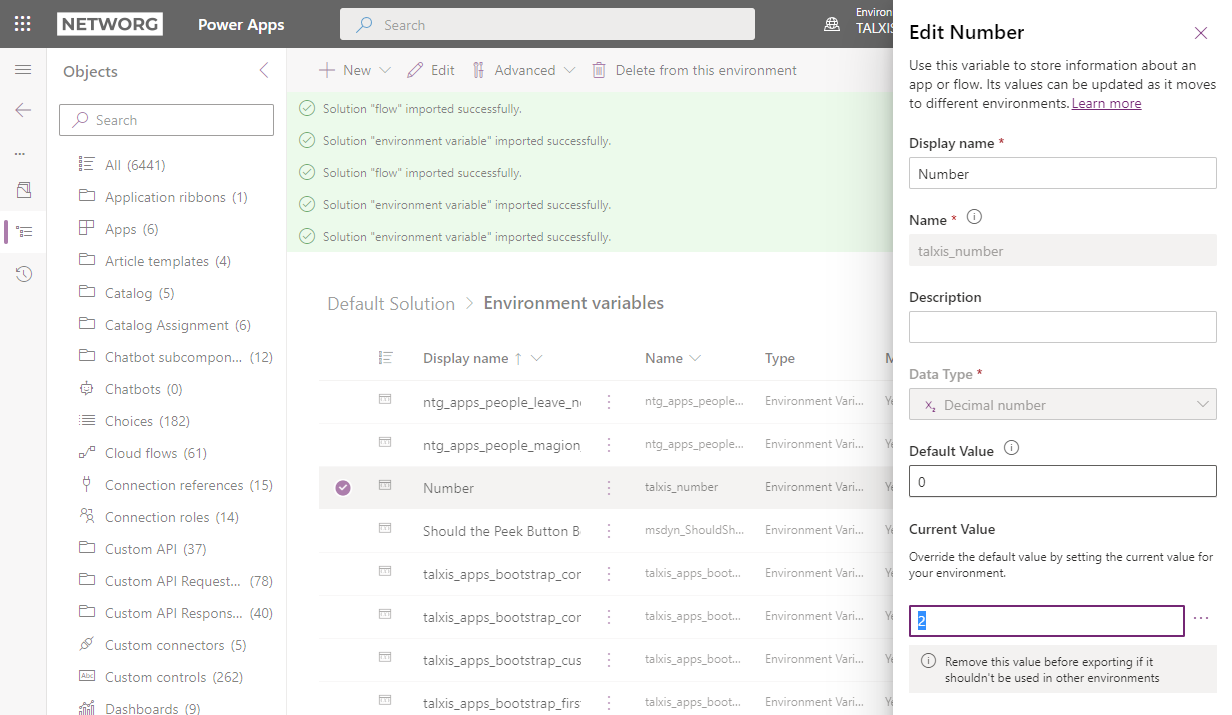 NETWORG
Power Apps
Search
Environ
TALXIS
Objects
Search
All (6441)
Application ribbons (1)
Apps (6)
Article templates (4)
Catalog (5)
Catalog Assignment (6)
Chatbot subcompon... (12)
Chatbots (0)
Choices (182)
Cloud flows (61)
Connection references (15)
Connection roles (14)
Custom API (37)
Custom API Request... (78)
Custom API Respons... (40)
Custom connectors (5)
Abc Custom controls (262)
Dashboards (9)
New Edit Advanced Delete from this environment
Solution "flow" imported successfully.
Solution "environment variable" imported successfully.
Solution "flow" imported successfully.
Solution "environment variable" imported successfully.
Solution "environment variable" imported successfully.
Default Solution > Environment variables
Display name ↑ Name Type M
ntg_apps_people_leave_n ntg_apps_people... Environment Vari... Ye
ntg_apps_people_magion ntg_apps_people... Environment Vari... Ye
Number talxis_number Environment Vari... Ye
Should the Peek Button B msdyn_ShouldSh... Environment Vari... Ye
talxis_apps_bootstrap_cor talxis_apps_boot... Environment Vari... Ye
talxis_apps_bootstrap_cor talxis_apps_boot... Environment Vari... Ye
talxis_apps_bootstrap_cus talxis_apps_boot... Environment Vari... Ye
talxis_apps_bootstrap_firs talxis_apps_boot... Environment Vari... Ye
Edit Number
Use this variable to store information about an
app or flow. Its values can be updated as it moves
to different environments. Learn more
Display name *
Number
Name *
talxis_number
Description
Data Type *
X₂ Decimal number
Default Value
0
Current Value
Override the default value by setting the current value for
your environment.
2
...
Remove this value before exporting if it
shouldn't be used in other environments